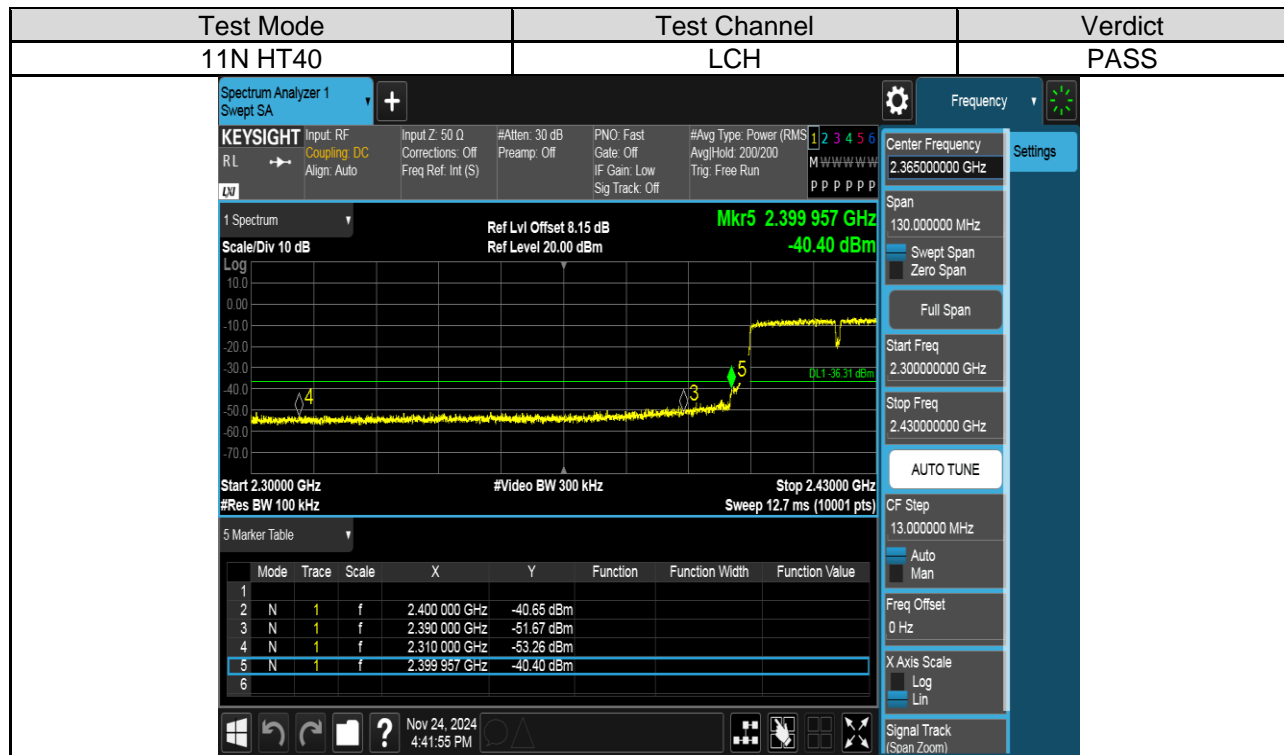 Test Mode Test Channel Verdict
11N HT40 LCH PASS
Spectrum Analyzer 1
Swept SA
+
Frequency
KEYSIGHT Input: RF Input Z: 50 Ω #Atten: 30 dB PNO: Fast #Avg Type: Power (RMS 1 2 3 4 5 6
RL Coupling: DC Corrections: Off Preamp: Off Gate: Off Avg|Hold: 200/200 M W W W W W
Align: Auto Freq Ref: Int (S) IF Gain: Low Trig: Free Run
LXI Sig Track: Off P P P P P P
1 Spectrum Ref Lvl Offset 8.15 dB Mkr5 2.399 957 GHz
Scale/Div 10 dB Ref Level 20.00 dBm -40.40 dBm
Log
10.0
0.00
-10.0
-20.0
-30.0
-40.0
-50.0
-60.0
-70.0
4
3
5
DL1 -36.31 dBm
Start 2.30000 GHz #Video BW 300 kHz Stop 2.43000 GHz
#Res BW 100 kHz Sweep 12.7 ms (10001 pts)
5 Marker Table
Mode Trace Scale X Y Function Function Width Function Value
1
2 N 1 f 2.400 000 GHz -40.65 dBm
3 N 1 f 2.390 000 GHz -51.67 dBm
4 N 1 f 2.310 000 GHz -53.26 dBm
5 N 1 f 2.399 957 GHz -40.40 dBm
6
?
Nov 24, 2024
4:41:55 PM
Center Frequency
2.365000000 GHz
Settings
Span
130.000000 MHz
Swept Span
Zero Span
Full Span
Start Freq
2.300000000 GHz
Stop Freq
2.430000000 GHz
AUTO TUNE
CF Step
13.000000 MHz
Auto
Man
Freq Offset
0 Hz
X Axis Scale
Log
Lin
Signal Track
(Span Zoom)